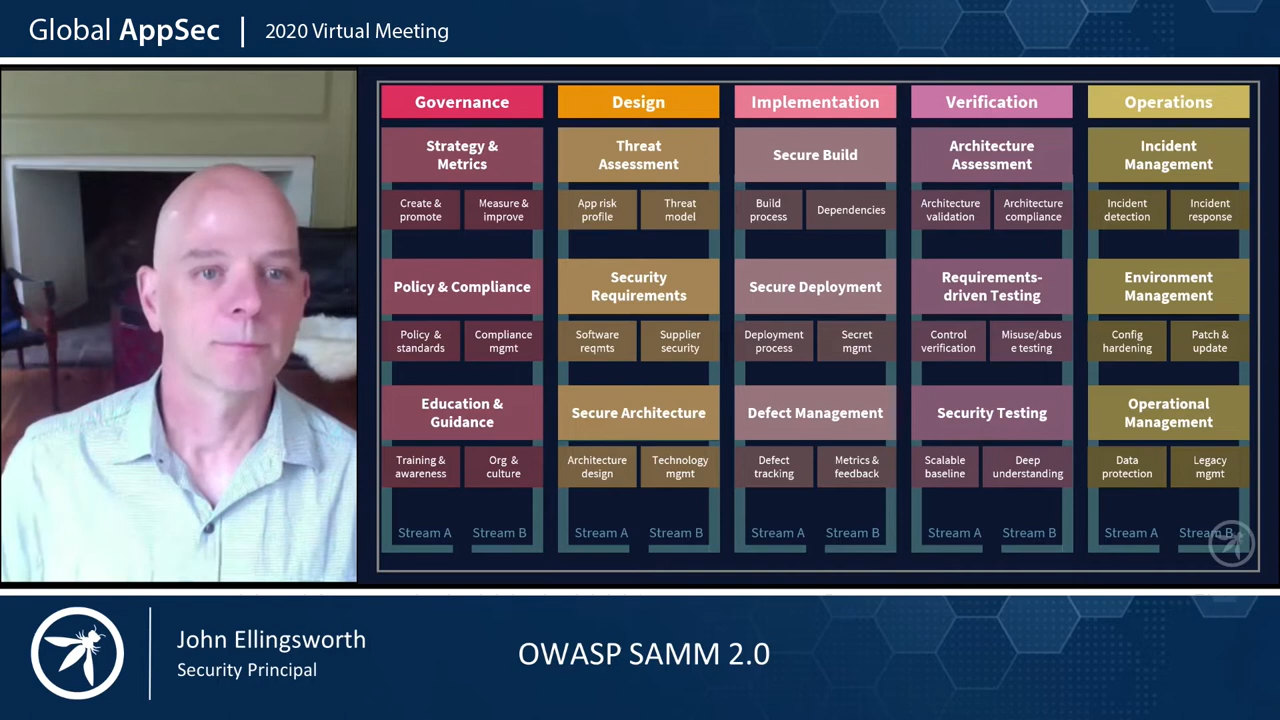 Global AppSec | 2020 Virtual Meeting
Governance
Design
Implementation
Verification
Operations
Strategy &
Metrics
Threat
Assessment
Secure Build
Architecture
Assessment
Incident
Management
Create &
promote
Measure &
improve
App risk
profile
Threat
model
Build
process
Dependencies
Architecture
validation
Architecture
compliance
Incident
detection
Incident
response
Policy & Compliance
Security
Requirements
Secure Deployment
Requirements-
driven Testing
Environment
Management
Policy &
standards
Compliance
mgmt
Software
reqmts
Supplier
security
Deployment
process
Secret
mgmt
Control
verification
Misuse/abus
e testing
Config
hardening
Patch &
update
Education &
Guidance
Secure Architecture
Defect Management
Security Testing
Operational
Management
Training &
awareness
Org &
culture
Architecture
design
Technology
mgmt
Defect
tracking
Metrics &
feedback
Scalable
baseline
Deep
understanding
Data
protection
Legacy
mgmt
Stream A
Stream B
Stream A
Stream B
Stream A
Stream B
Stream A
Stream B
Stream A
Stream B
John Ellingsworth
Security Principal
OWASP SAMM 2.0